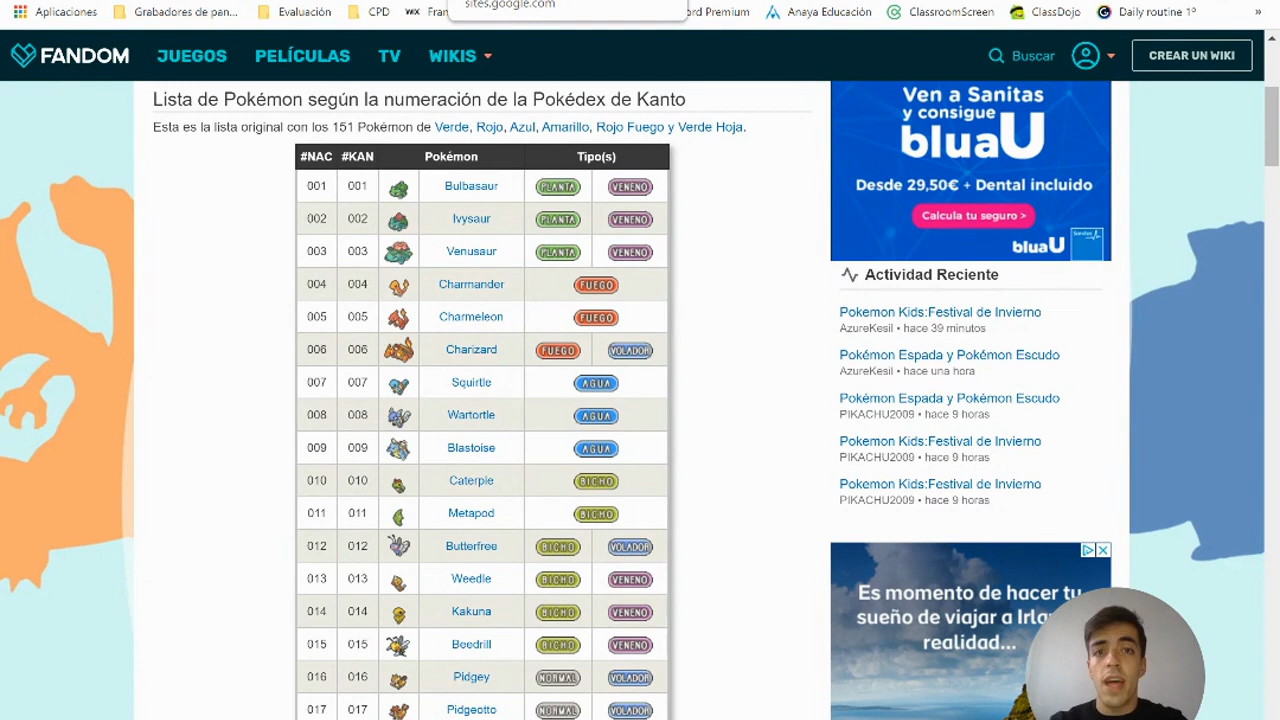 sites.google.com
Aplicaciones Grabadores de pan... Evaluación CPD WIX Fran ord Premium Anaya Educación ClassroomScreen ClassDojo Daily routine 1º »
FANDOM JUEGOS PELÍCULAS TV WIKIS Buscar CREAR UN WIKI
Lista de Pokémon según la numeración de la Pokédex de Kanto
Esta es la lista original con los 151 Pokémon de Verde, Rojo, Azul, Amarillo, Rojo Fuego y Verde Hoja.
#NAC #KAN Pokémon Tipo(s)
001 001 Bulbasaur PLANTA VENENO
002 002 Ivysaur PLANTA VENENO
003 003 Venusaur PLANTA VENENO
004 004 Charmander FUEGO
005 005 Charmeleon FUEGO
006 006 Charizard FUEGO VOLADOR
007 007 Squirtle AGUA
008 008 Wartortle AGUA
009 009 Blastoise AGUA
010 010 Caterpie BICHO
011 011 Metapod BICHO
012 012 Butterfree BICHO VOLADOR
013 013 Weedle BICHO VENENO
014 014 Kakuna BICHO VENENO
015 015 Beedrill BICHO VENENO
016 016 Pidgey NORMAL VOLADOR
017 017 Pidgeotto NORMAL VOLADOR
Ven a Sanitas
y consigue
bluaU
Desde 29,50€ + Dental incluido
Calcula tu seguro >
bluaU Sanitas
Actividad Reciente
Pokemon Kids:Festival de Invierno
AzureKesil • hace 39 minutos
Pokémon Espada y Pokémon Escudo
AzureKesil • hace una hora
Pokémon Espada y Pokémon Escudo
PIKACHU2009 • hace 9 horas
Pokemon Kids:Festival de Invierno
PIKACHU2009 • hace 9 horas
Pokemon Kids:Festival de Invierno
PIKACHU2009 • hace 9 horas
Es momento de hacer tu
sueño de viajar a Irla
realidad...